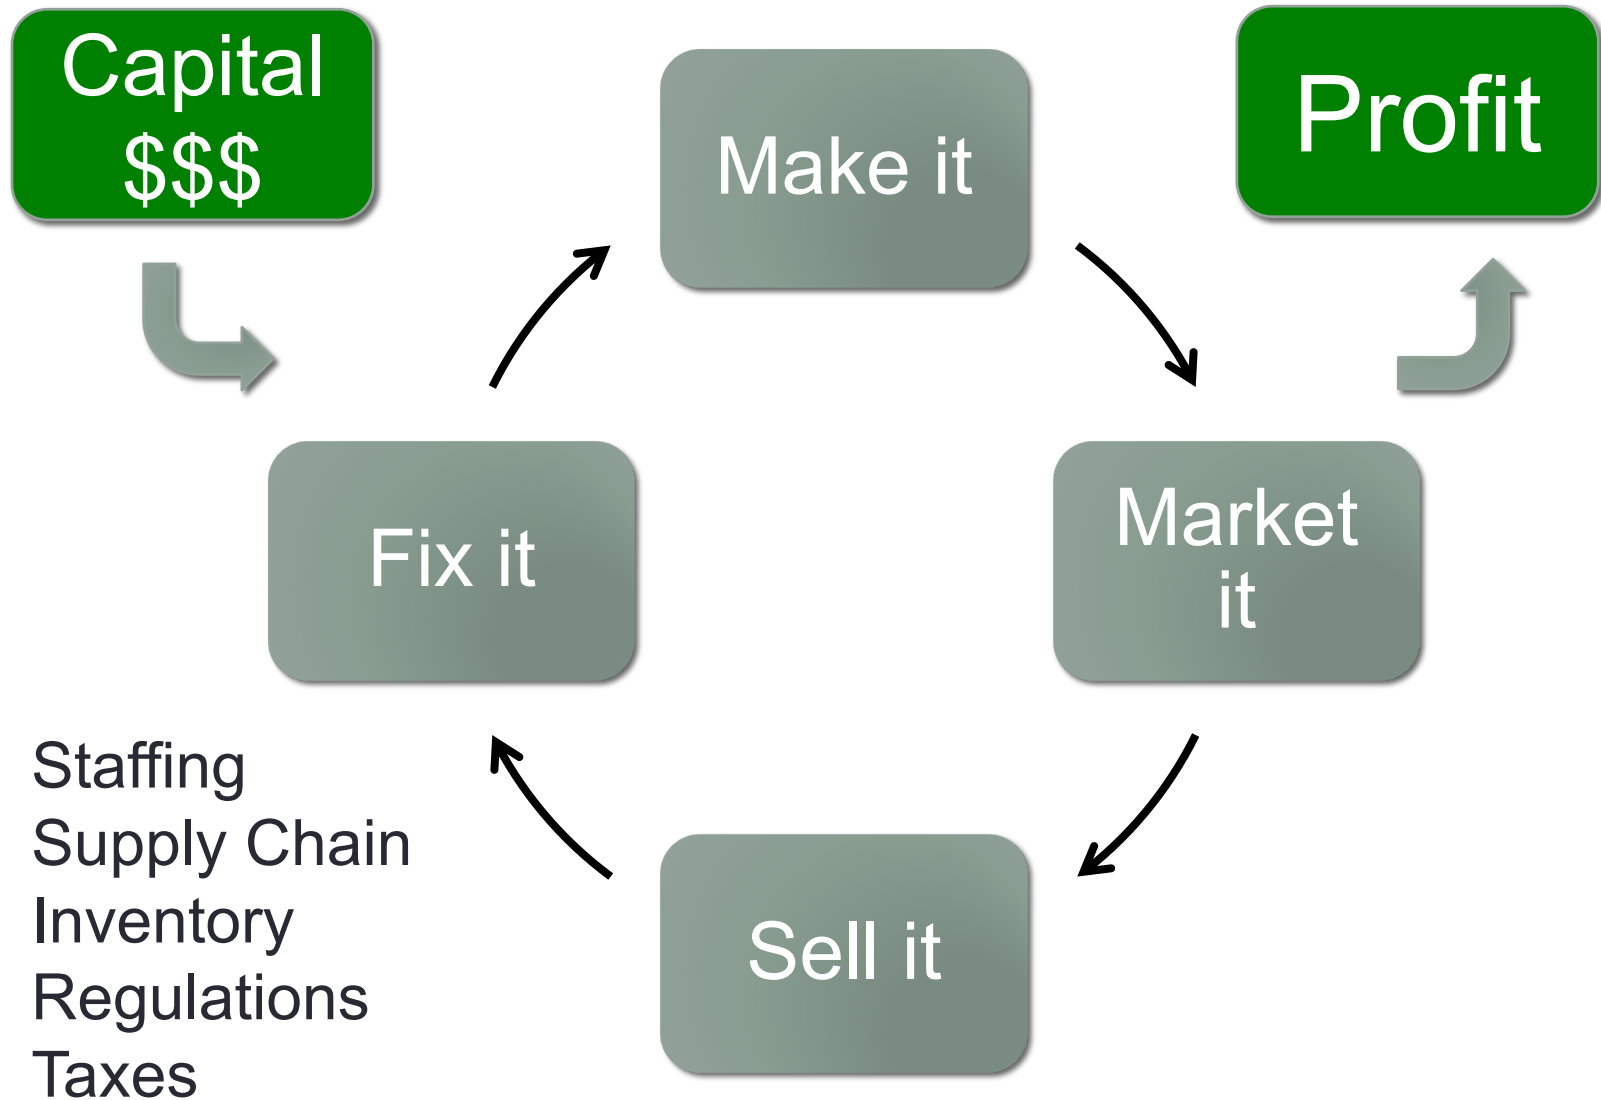 Capital
$$$
Make it
Profit
Fix it
Market
it
Sell it
Staffing
Supply Chain
Inventory
Regulations
Taxes